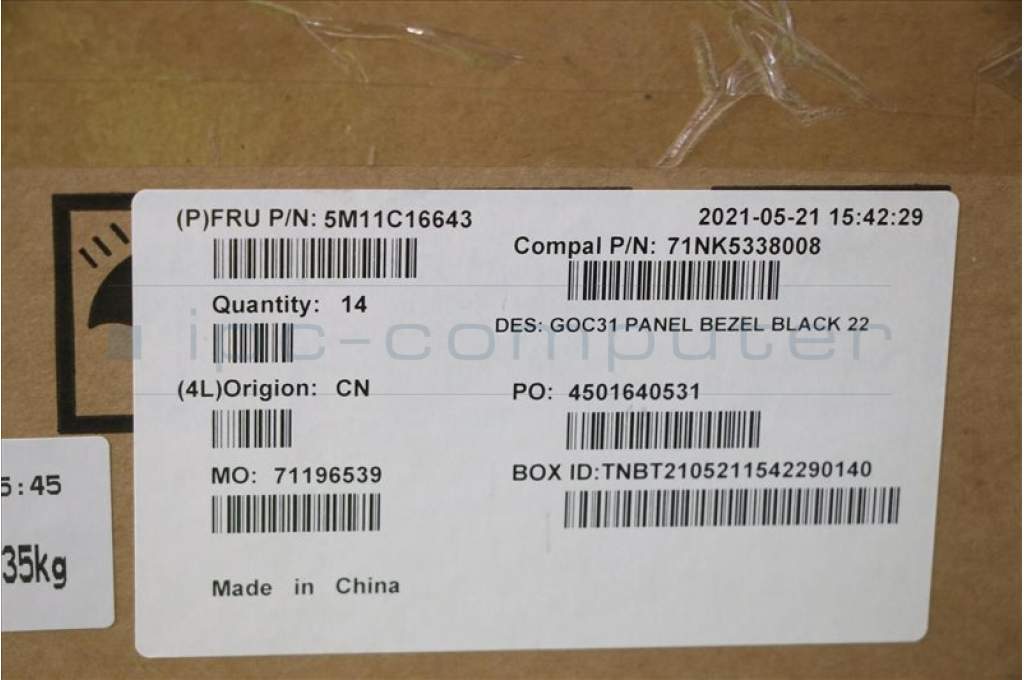 (P)FRU P/N: 5M11C16643
2021-05-21 15:42:29
Compal P/N: 71NK5338008
Quantity: 14
DES: GOC31 PANEL BEZEL BLACK 22
ipc-computer
(4L)Origion: CN
PO: 4501640531
MO: 71196539
BOX ID:TNBT2105211542290140
Made in China
5:45
35kg